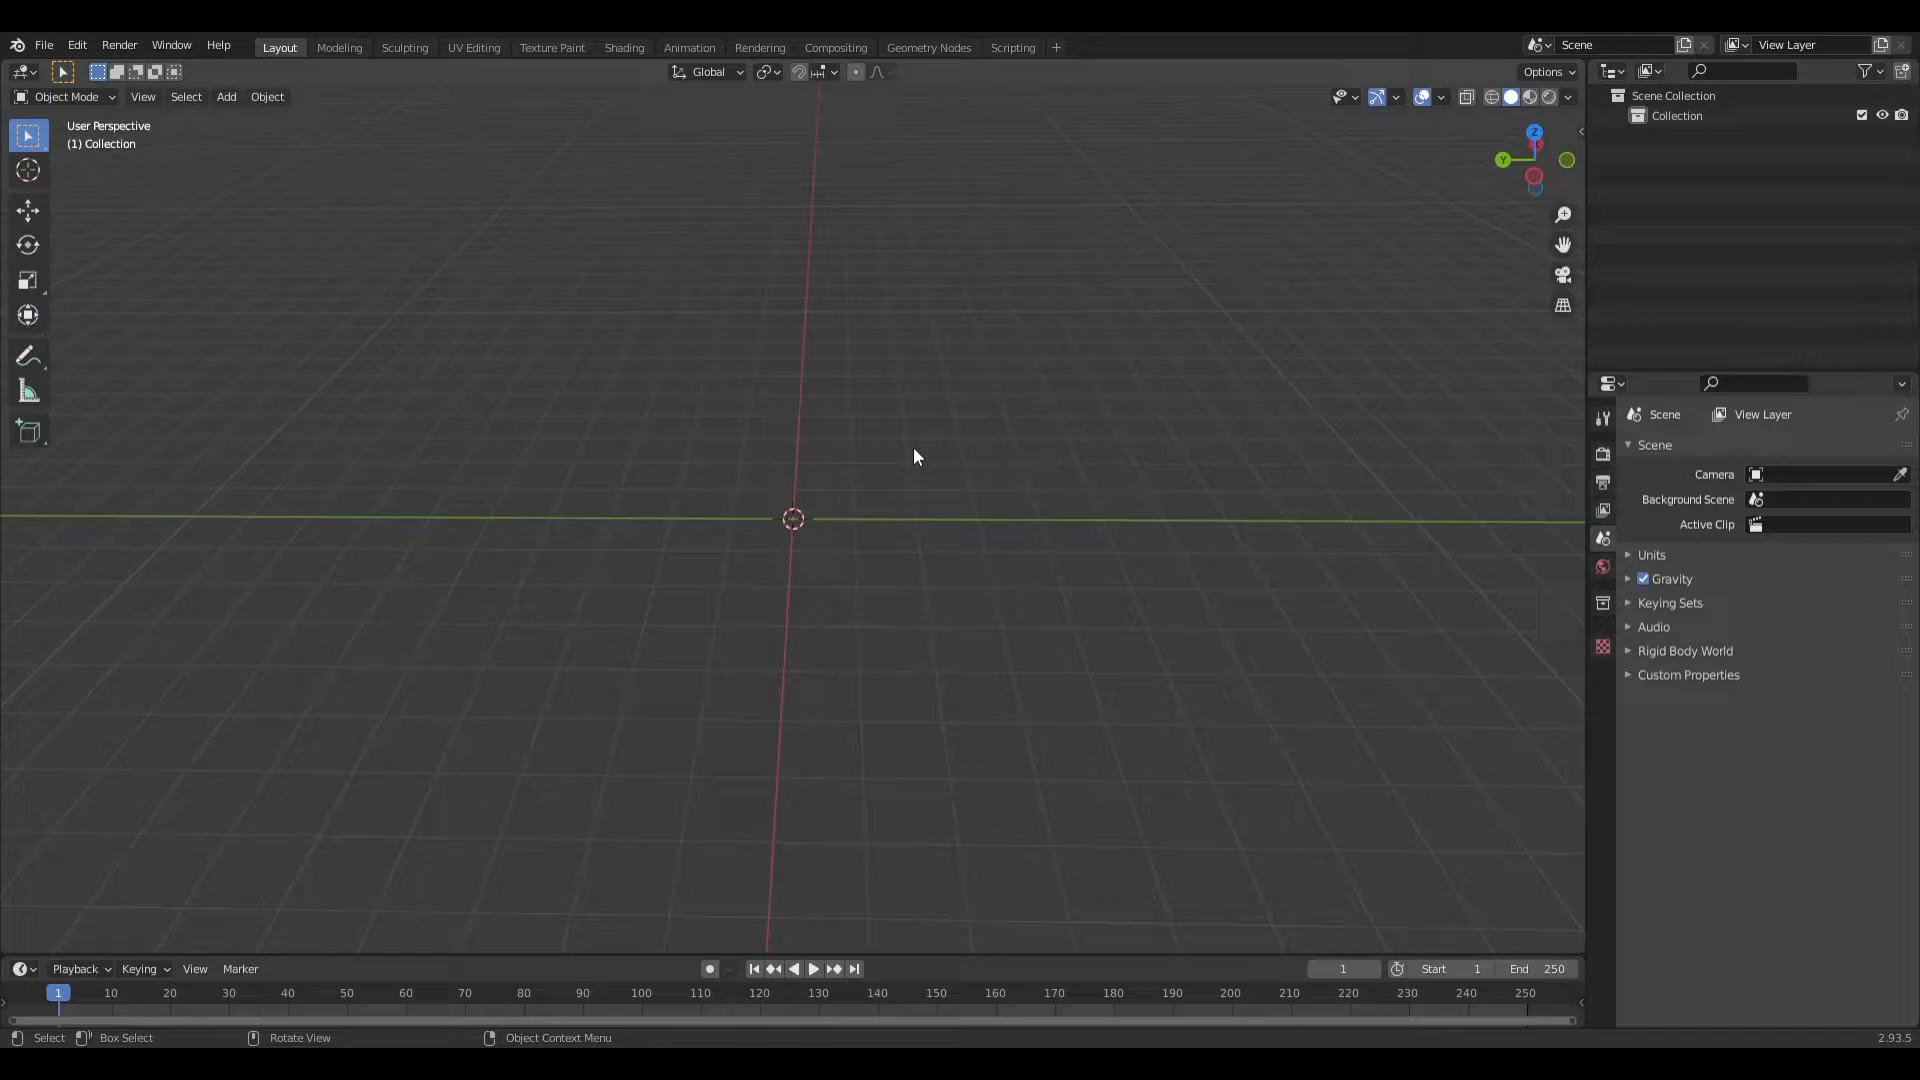 File Edit Render Window Help Layout Modeling Sculpting UV Editing Texture Paint Shading Animation Rendering Compositing Geometry Nodes Scripting + Scene View Layer
Global Options
Object Mode View Select Add Object
User Perspective
(1) Collection
Z
Y
Scene Collection
Collection
Scene View Layer
Scene
Camera
Background Scene
Active Clip
Units
Gravity
Keying Sets
Audio
Rigid Body World
Custom Properties
Playback Keying View Marker 1 Start 1 End 250
1 10 20 30 40 50 60 70 80 90 100 110 120 130 140 150 160 170 180 190 200 210 220 230 240 250
Select Box Select Rotate View Object Context Menu 2.93.5